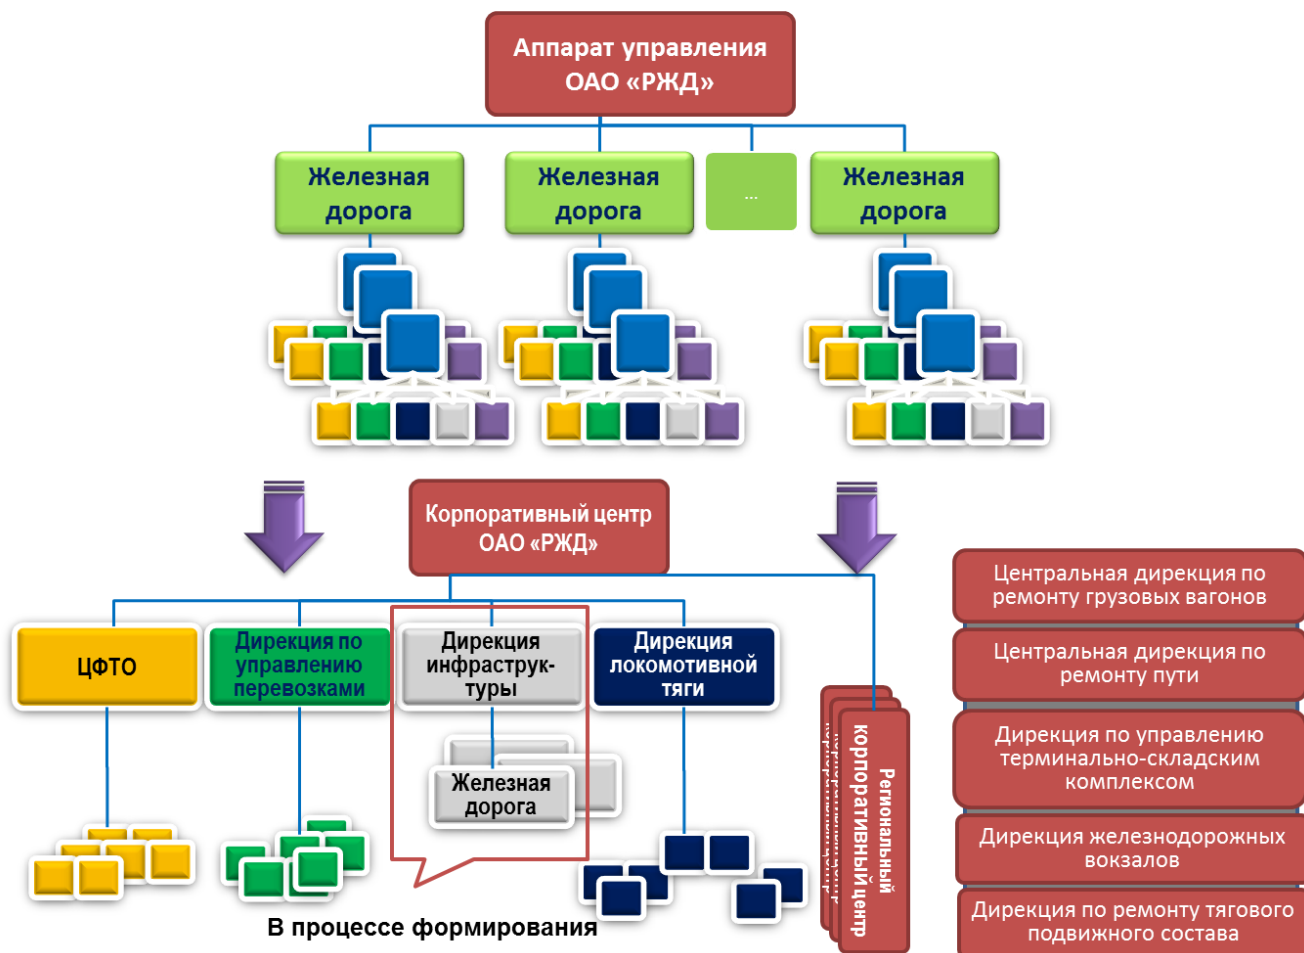 Аппарат управления
ОАО «РЖД»
Железная
дорога
Железная
дорога
...
Железная
дорога
Корпоративный центр
ОАО «РЖД»
ЦФТО
Дирекция по
управлению
перевозками
Дирекция
инфраструк-
туры
Дирекция
локомотивной
тяги
Железная
дорога
В процессе формирования
Региональный
корпоративный центр
Центральная дирекция по
ремонту грузовых вагонов
Центральная дирекция по
ремонту пути
Дирекция по управлению
терминально-складским
комплексом
Дирекция железнодорожных
вокзалов
Дирекция по ремонту тягового
подвижного состава